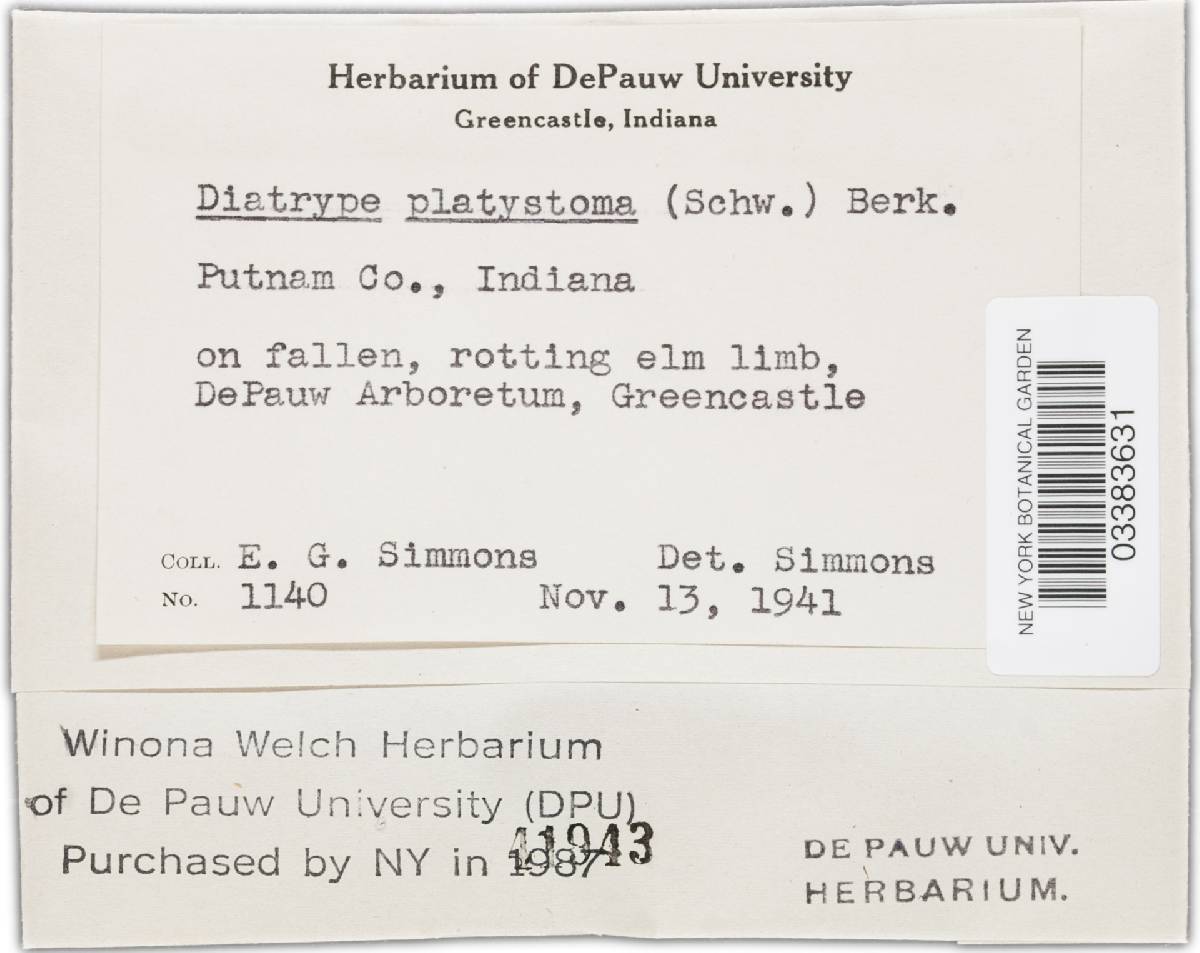 Herbarium of DePauw University
Greencastle, Indiana
Diatrype platystoma (Schw.) Berk.
Putnam Co., Indiana
on fallen, rotting elm limb,
DePauw Arboretum, Greencastle
COLL. E. G. Simmons Det. Simmons
No. 1140 Nov. 13, 1941
NEW YORK BOTANICAL GARDEN
03383631
Winona Welch Herbarium
of De Pauw University (DPU)
Purchased by NY in 1987
11943
DE PAUW UNIV.
HERBARIUM.